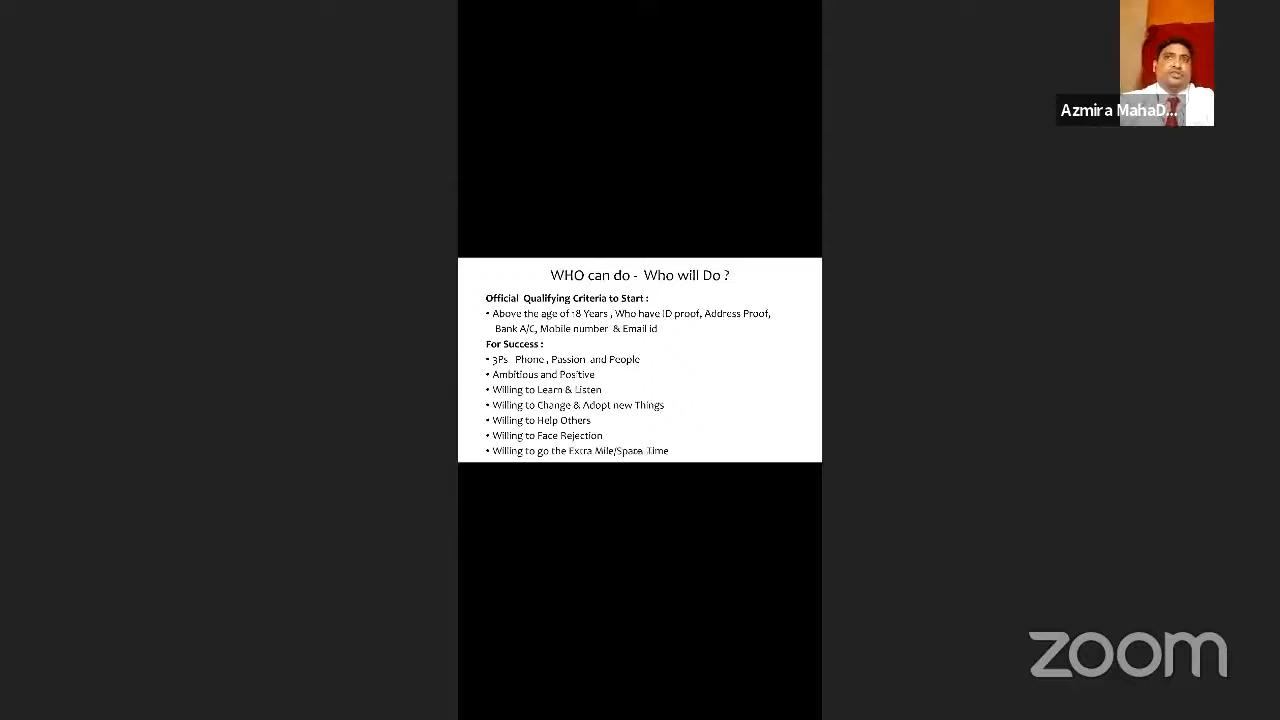 Azmira MahaD...
WHO can do - Who will Do ?
Official Qualifying Criteria to Start :
• Above the age of 18 Years , Who have ID proof, Address Proof,
Bank A/C, Mobile number & Email id
For Success :
• 3Ps Phone , Passion and People
• Ambitious and Positive
• Willing to Learn & Listen
• Willing to Change & Adopt new Things
• Willing to Help Others
• Willing to Face Rejection
• Willing to go the Extra Mile/Spare Time
zoom